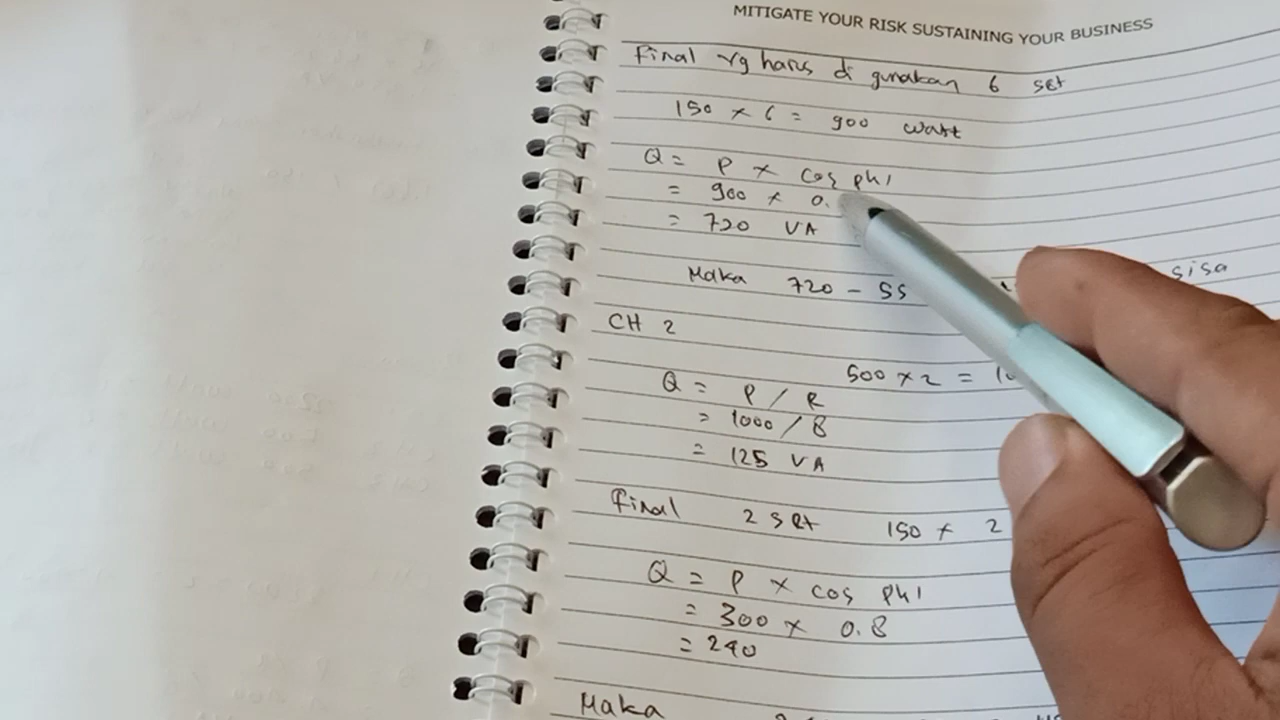 MITIGATE YOUR RISK SUSTAINING YOUR BUSINESS
Final yg harus di gunakan 6 set
150 x 6 = 900 watt
Q = P x cos phi
= 900 x 0.
= 720 VA
Maka 720 - 55 sisa
CH 2
500 x 2 = 10
Q = P / R
= 1000 / 8
= 125 VA
Final 2 set 150 x 2
Q = P x cos phi
= 300 x 0.8
= 240
Maka